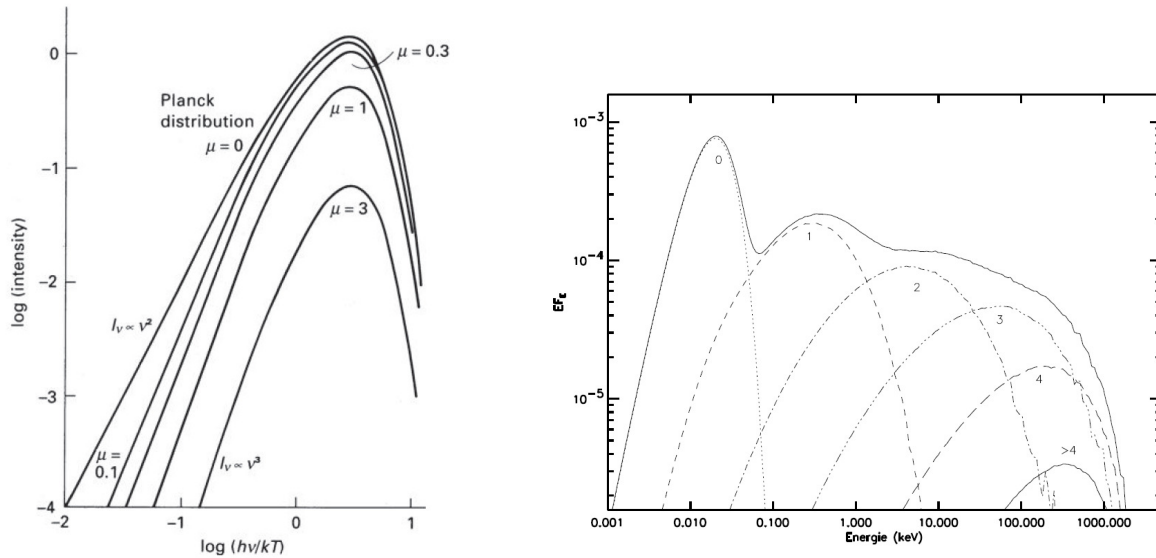 log (intensity)
0
-1
-2
-3
-4
Planck
distribution
μ = 0
μ = 0.3
μ = 1
μ = 3
I_ν ∝ ν²
μ =
0.1
I_ν ∝ ν³
-2
-1
0
1
log (hν/kT)
EF_E
10⁻³
10⁻⁴
10⁻⁵
0
1
2
3
4
>4
0.001
0.010
0.100
1.000
10.000
100.000
1000.000
Energie (keV)